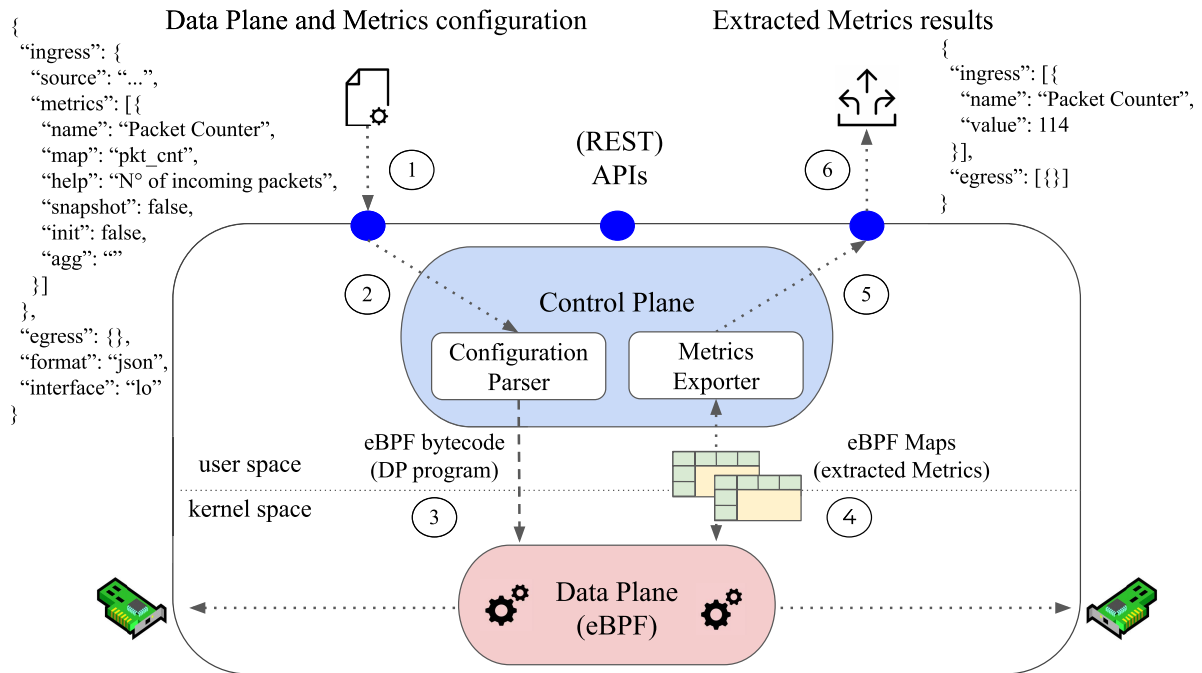 Data Plane and Metrics configuration
Extracted Metrics results
{
“ingress”: {
“source”: “...”,
“metrics”: [{
“name”: “Packet Counter”,
“map”: “pkt_cnt”,
“help”: “N° of incoming packets”,
“snapshot”: false,
“init”: false,
“agg”: “”
}]
},
“egress”: {},
“format”: “json”,
“interface”: “lo”
}
{
“ingress”: [{
“name”: “Packet Counter”,
“value”: 114
}],
“egress”: [{}]
}
(REST)
APIs
1
6
2
5
Control Plane
Configuration
Parser
Metrics
Exporter
eBPF bytecode
(DP program)
eBPF Maps
(extracted Metrics)
user space
kernel space
3
4
Data Plane
(eBPF)